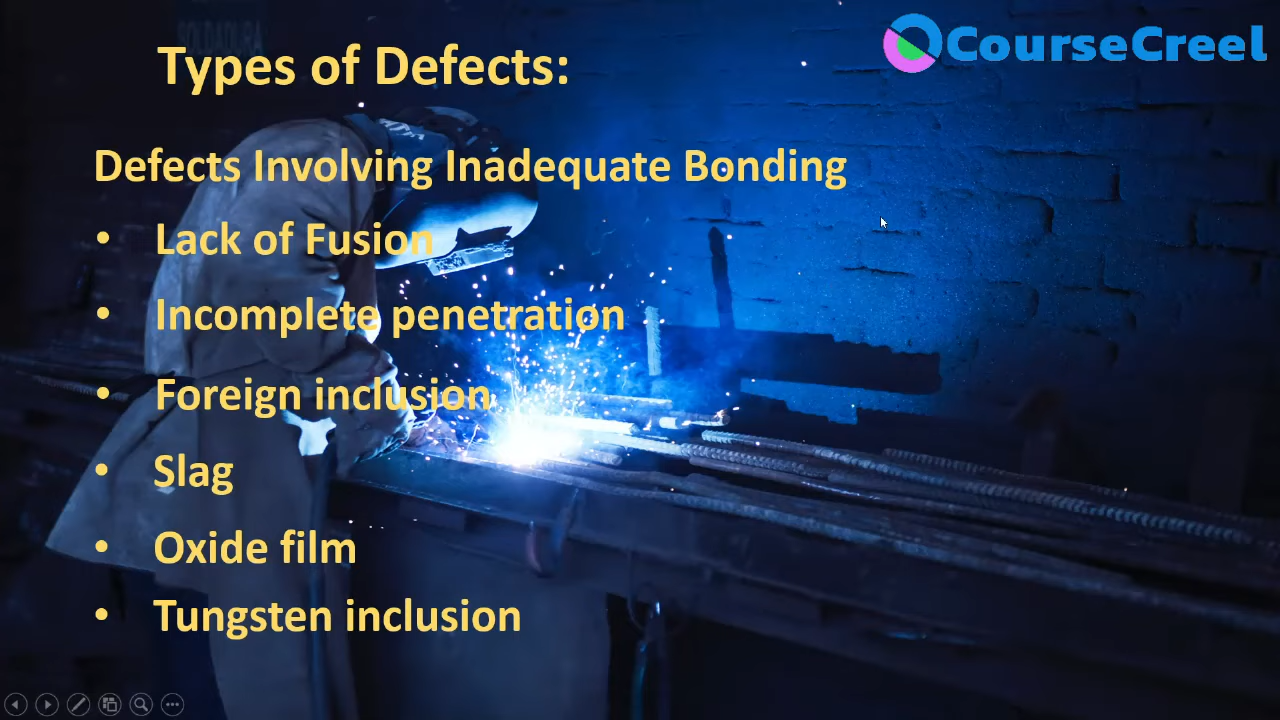 SOLDADURA
CourseCreel
Types of Defects:
Defects Involving Inadequate Bonding
• Lack of Fusion
• Incomplete penetration
• Foreign inclusion
• Slag
• Oxide film
• Tungsten inclusion